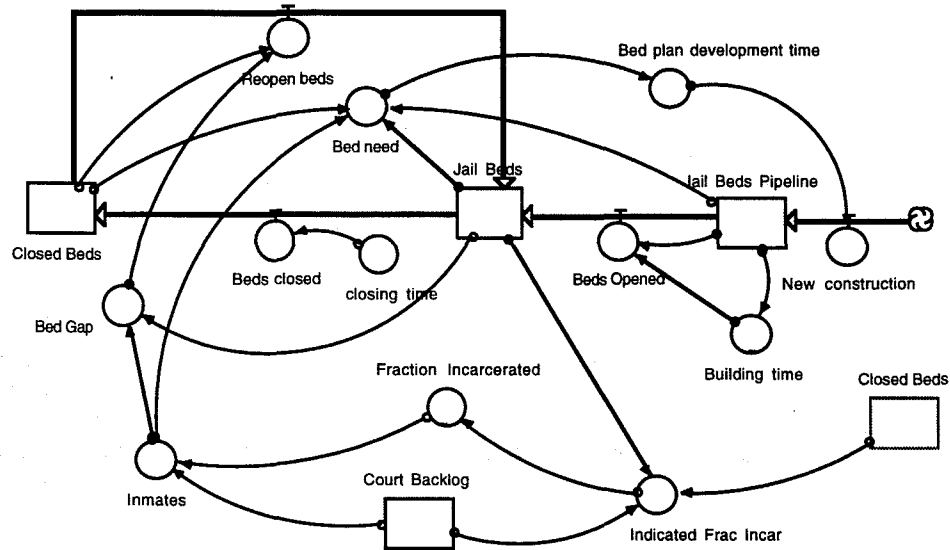 Bed plan development time
Reopen beds
Bed need
Jail Beds
Jail Beds Pipeline
Closed Beds
Beds closed
closing time
Beds Opened
New construction
Bed Gap
Building time
Fraction Incarcerated
Closed Beds
Inmates
Court Backlog
Indicated Frac Incar